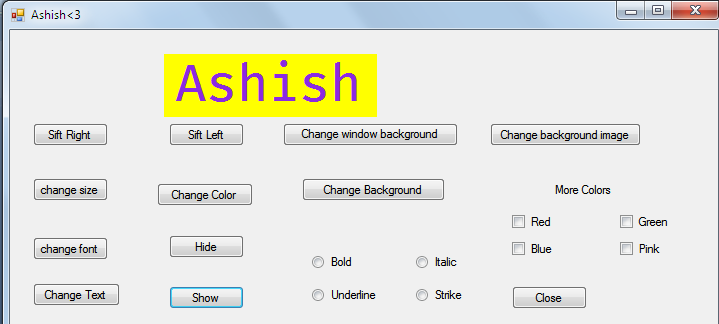 Ashish<3
Ashish
Sift Right
Sift Left
Change window background
Change background image
change size
Change Color
Change Background
More Colors
Red
Green
change font
Hide
Blue
Pink
Bold
Italic
Change Text
Show
Underline
Strike
Close